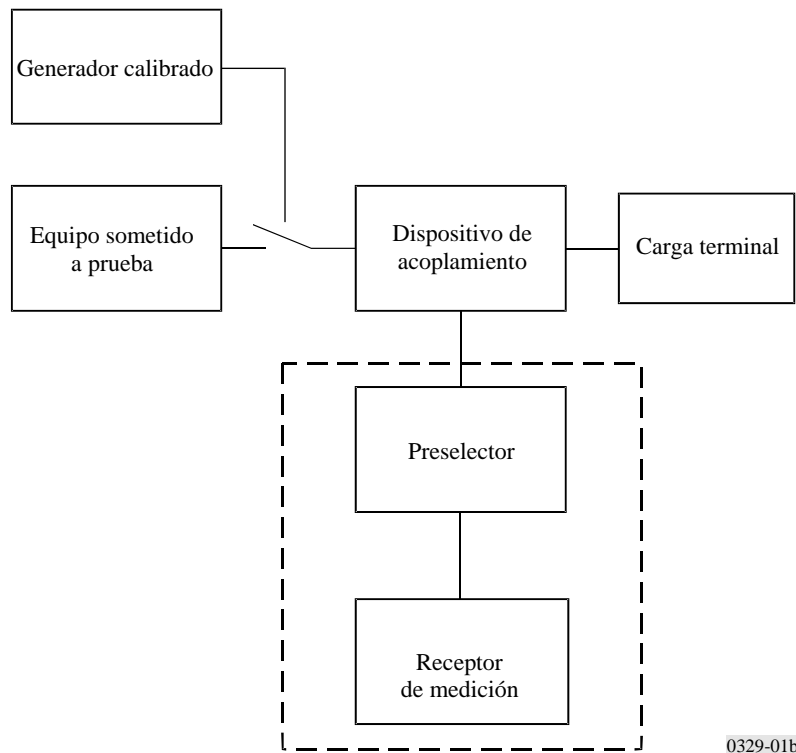 Generador calibrado
Equipo sometido
a prueba
Dispositivo de
acoplamiento
Carga terminal
Preselector
Receptor
de medición
0329-01b